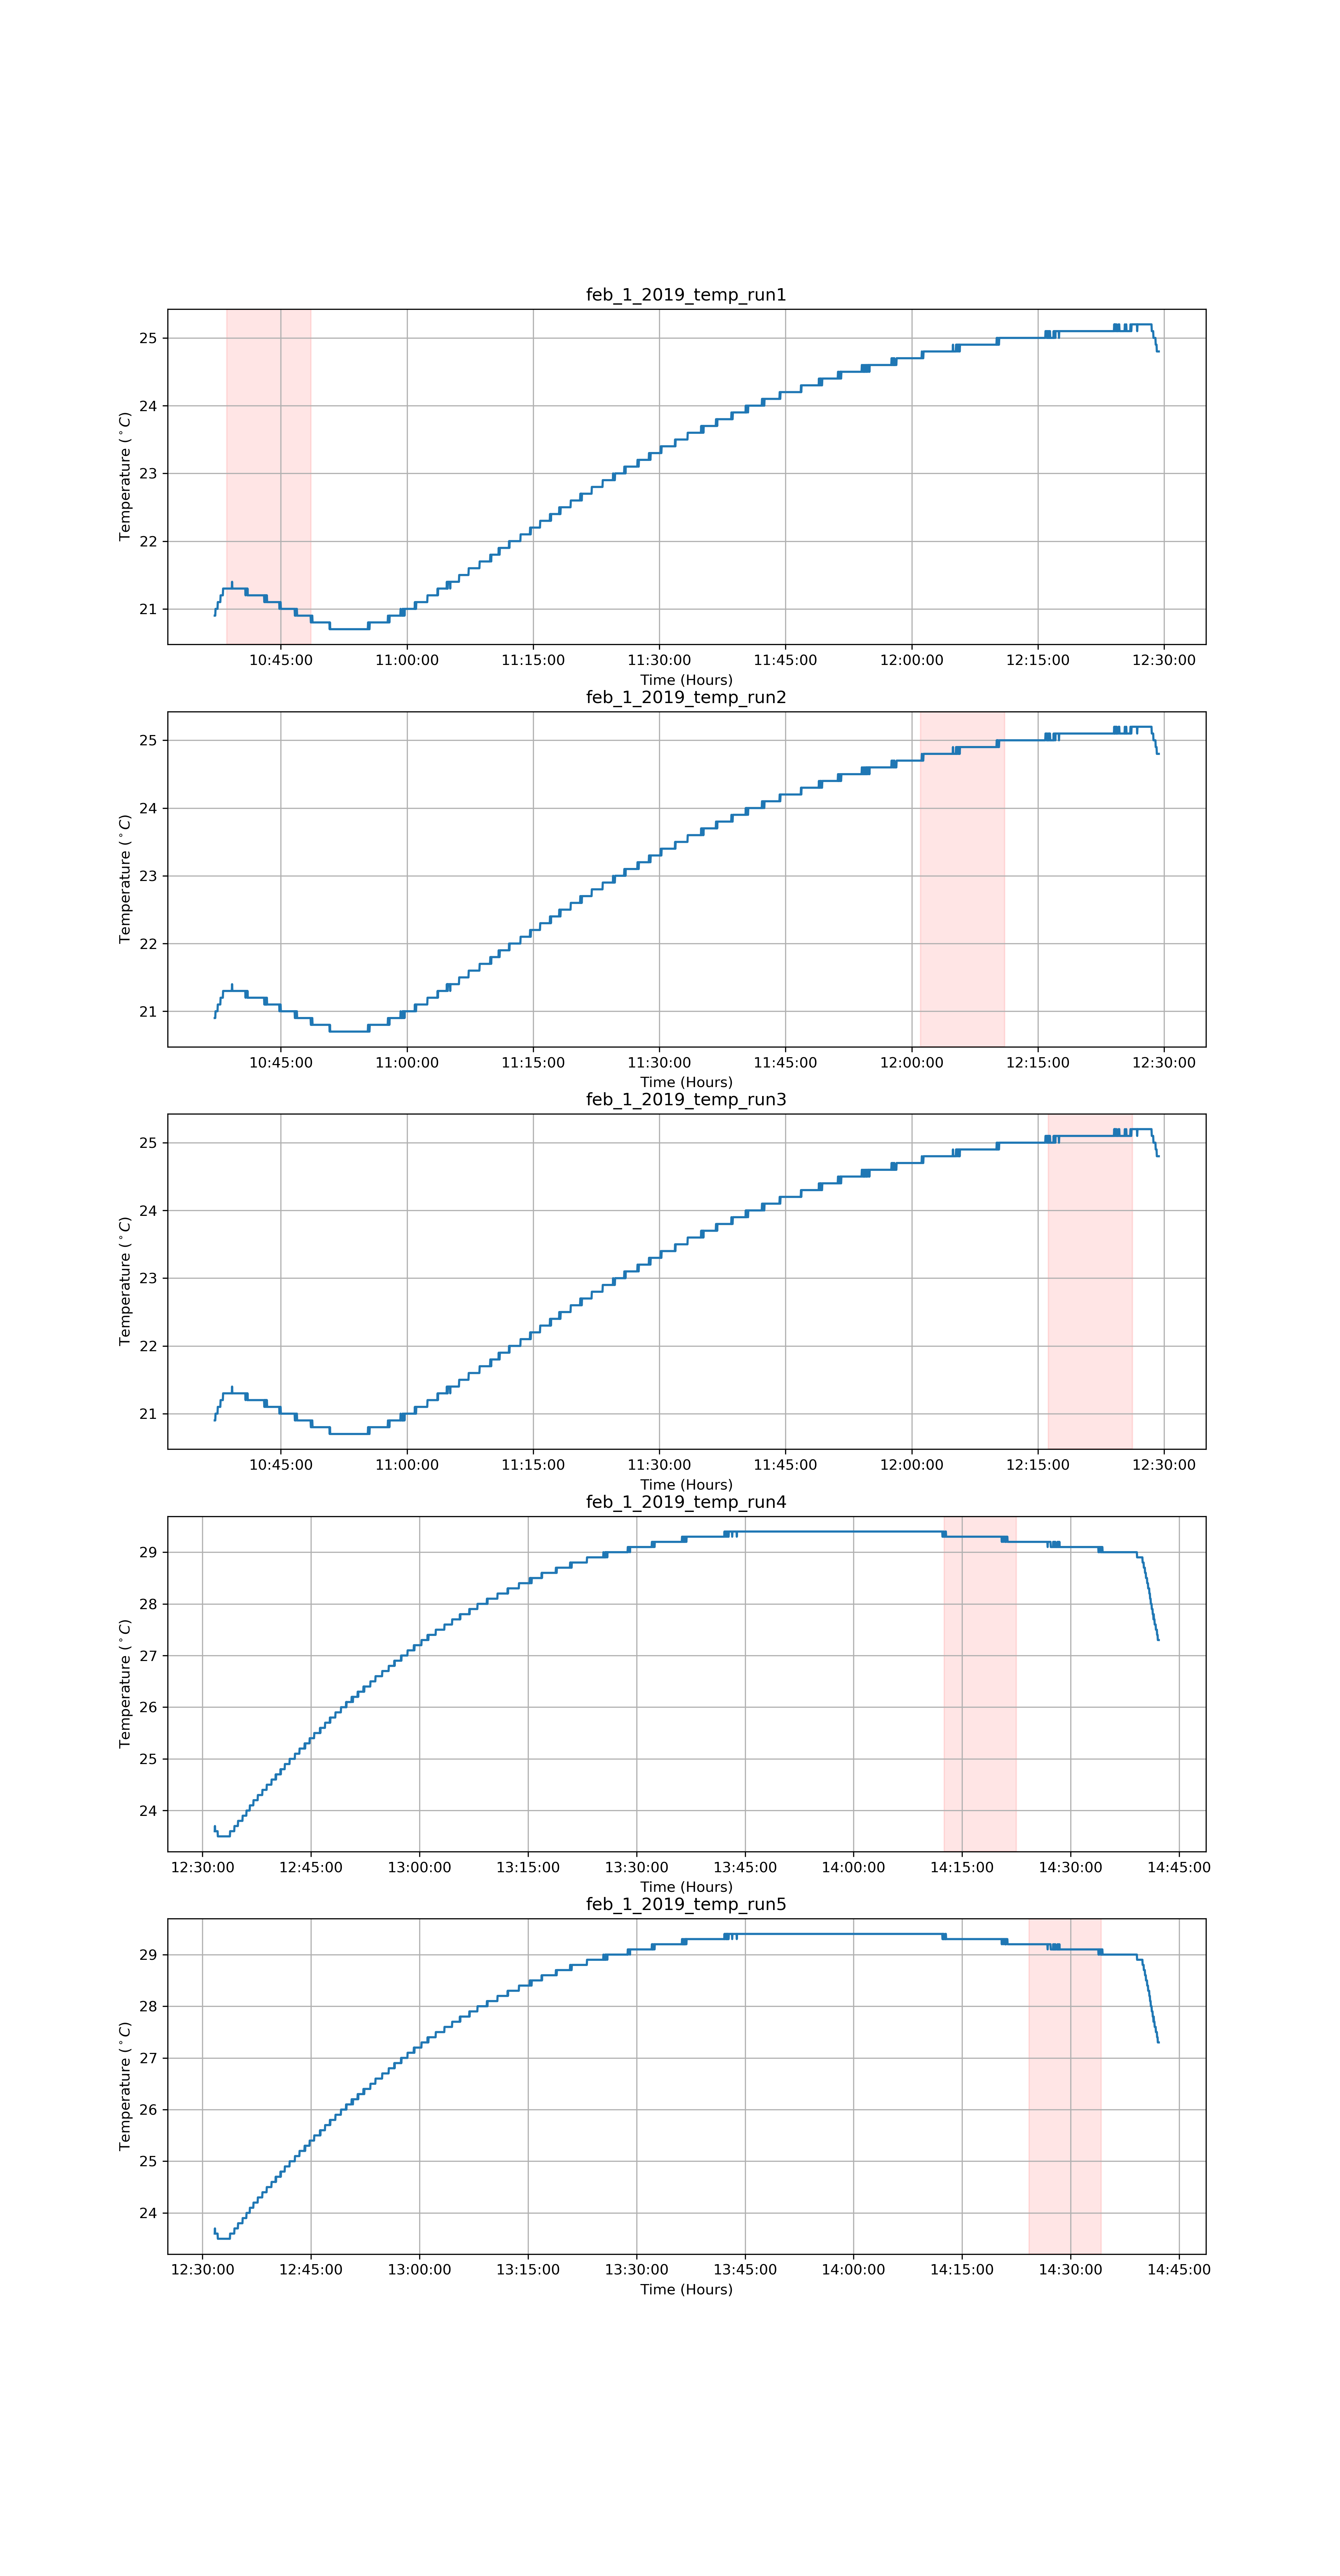 feb_1_2019_temp_run1
Temperature (°C)
25
24
23
22
21
10:45:00 11:00:00 11:15:00 11:30:00 11:45:00 12:00:00 12:15:00 12:30:00
Time (Hours)
feb_1_2019_temp_run2
Temperature (°C)
25
24
23
22
21
10:45:00 11:00:00 11:15:00 11:30:00 11:45:00 12:00:00 12:15:00 12:30:00
Time (Hours)
feb_1_2019_temp_run3
Temperature (°C)
25
24
23
22
21
10:45:00 11:00:00 11:15:00 11:30:00 11:45:00 12:00:00 12:15:00 12:30:00
Time (Hours)
feb_1_2019_temp_run4
Temperature (°C)
29
28
27
26
25
24
12:30:00 12:45:00 13:00:00 13:15:00 13:30:00 13:45:00 14:00:00 14:15:00 14:30:00 14:45:00
Time (Hours)
feb_1_2019_temp_run5
Temperature (°C)
29
28
27
26
25
24
12:30:00 12:45:00 13:00:00 13:15:00 13:30:00 13:45:00 14:00:00 14:15:00 14:30:00 14:45:00
Time (Hours)